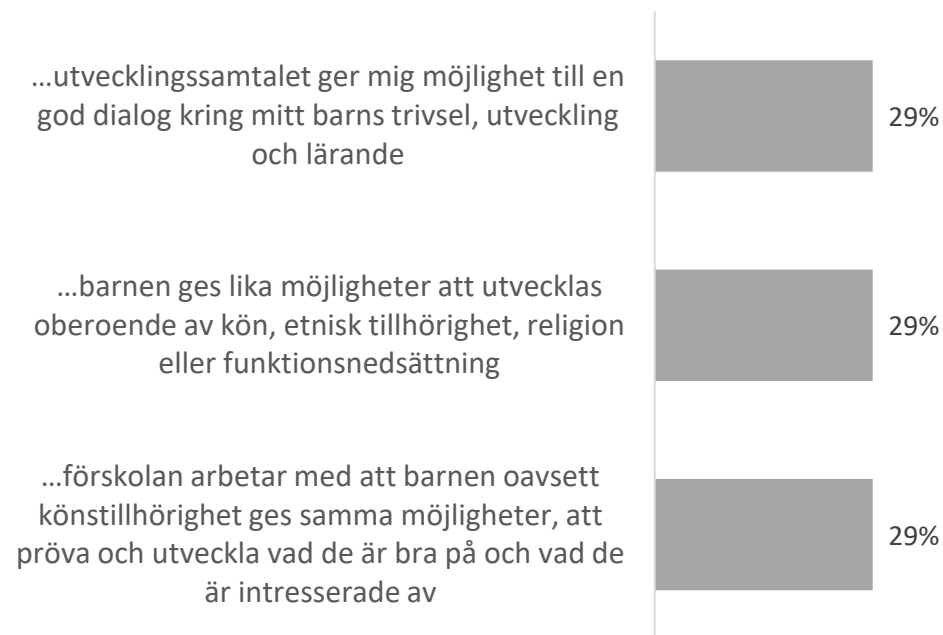 ...utvecklingssamtalet ger mig möjlighet till en
god dialog kring mitt barns trivsel, utveckling
och lärande
29%
...barnen ges lika möjligheter att utvecklas
oberoende av kön, etnisk tillhörighet, religion
eller funktionsnedsättning
29%
...förskolan arbetar med att barnen oavsett
könstillhörighet ges samma möjligheter, att
pröva och utveckla vad de är bra på och vad de
är intresserade av
29%